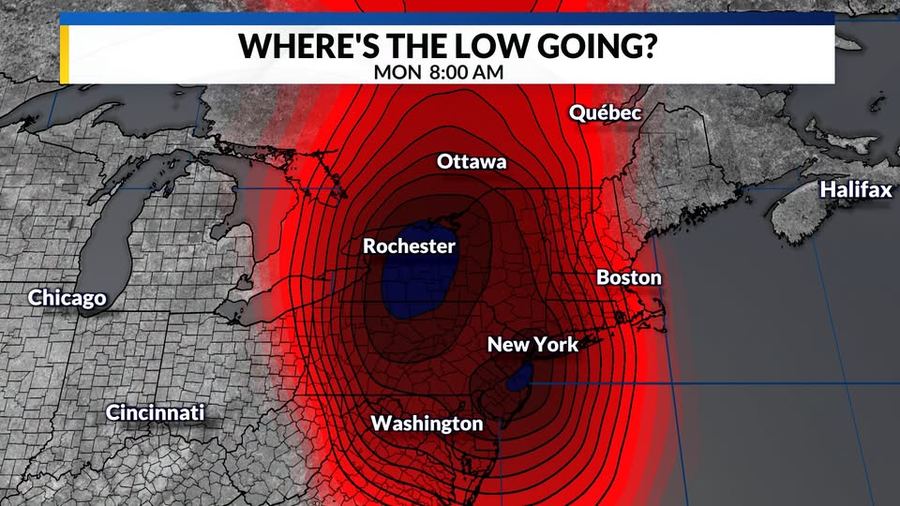 WHERE'S THE LOW GOING?
MON 8:00 AM
Québec
Ottawa
Halifax
Rochester
Boston
Chicago
New York
Cincinnati
Washington